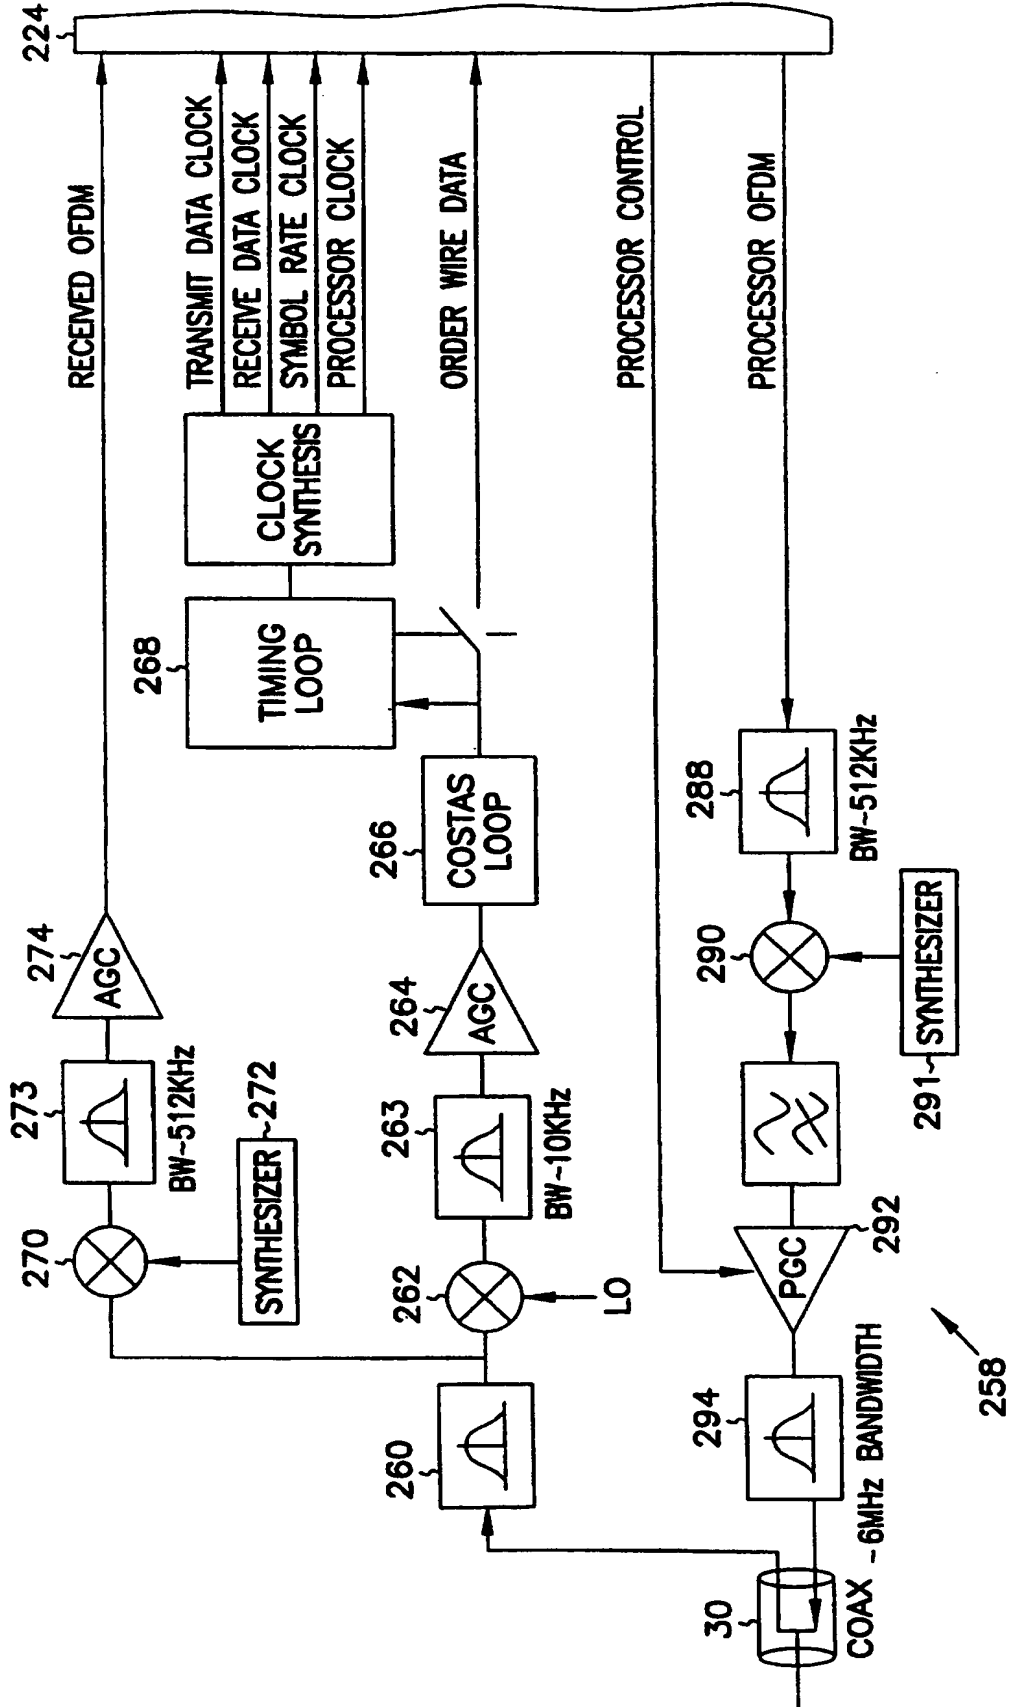 224
RECEIVED OFDM
TRANSMIT DATA CLOCK
RECEIVE DATA CLOCK
SYMBOL RATE CLOCK
PROCESSOR CLOCK
ORDER WIRE DATA
PROCESSOR CONTROL
PROCESSOR OFDM
CLOCK
SYNTHESIS
268
TIMING
LOOP
274
AGC
273
BW~512KHz
270
SYNTHESIZER
272
266
COSTAS
LOOP
264
AGC
263
BW~10KHz
262
LO
260
288
BW~512KHz
290
SYNTHESIZER
291
PGC
292
294
~6MHz BANDWIDTH
30
COAX
258